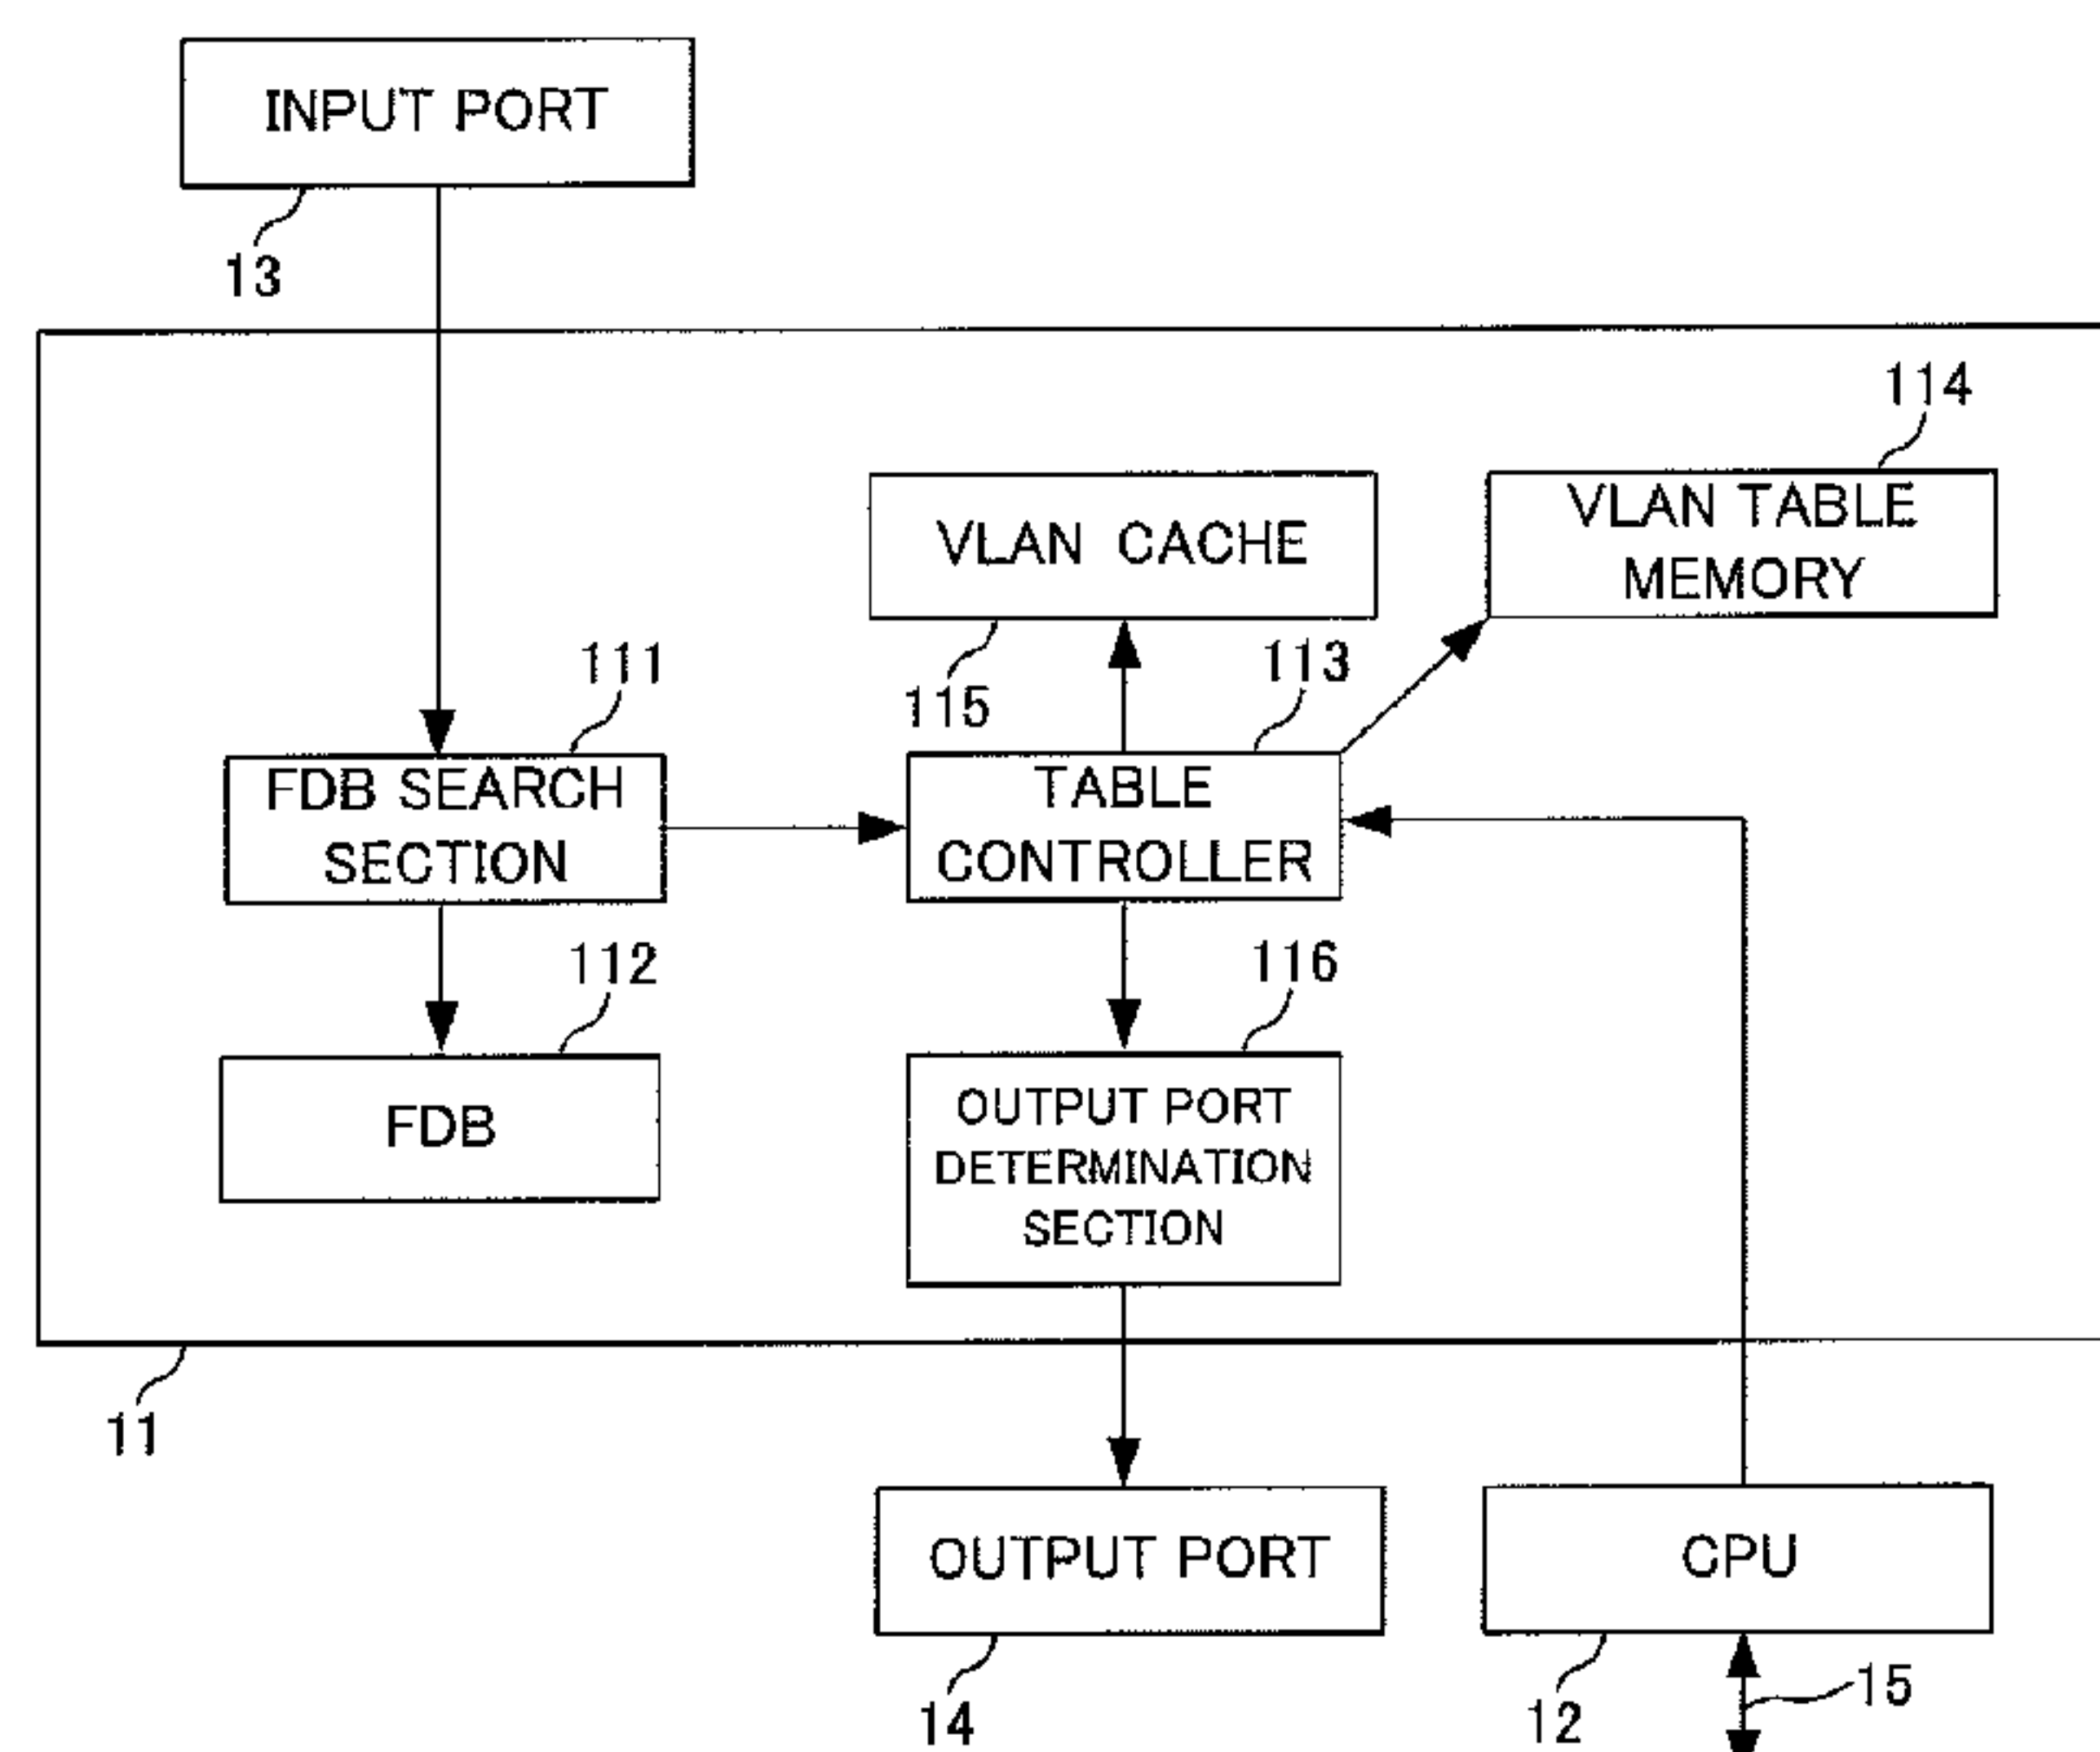 INPUT PORT
13
114
VLAN CACHE
VLAN TABLE
MEMORY
111
115
113
FDB SEARCH
SECTION
TABLE
CONTROLLER
112
116
FDB
OUTPUT PORT
DETERMINATION
SECTION
11
OUTPUT PORT
CPU
14
12
15